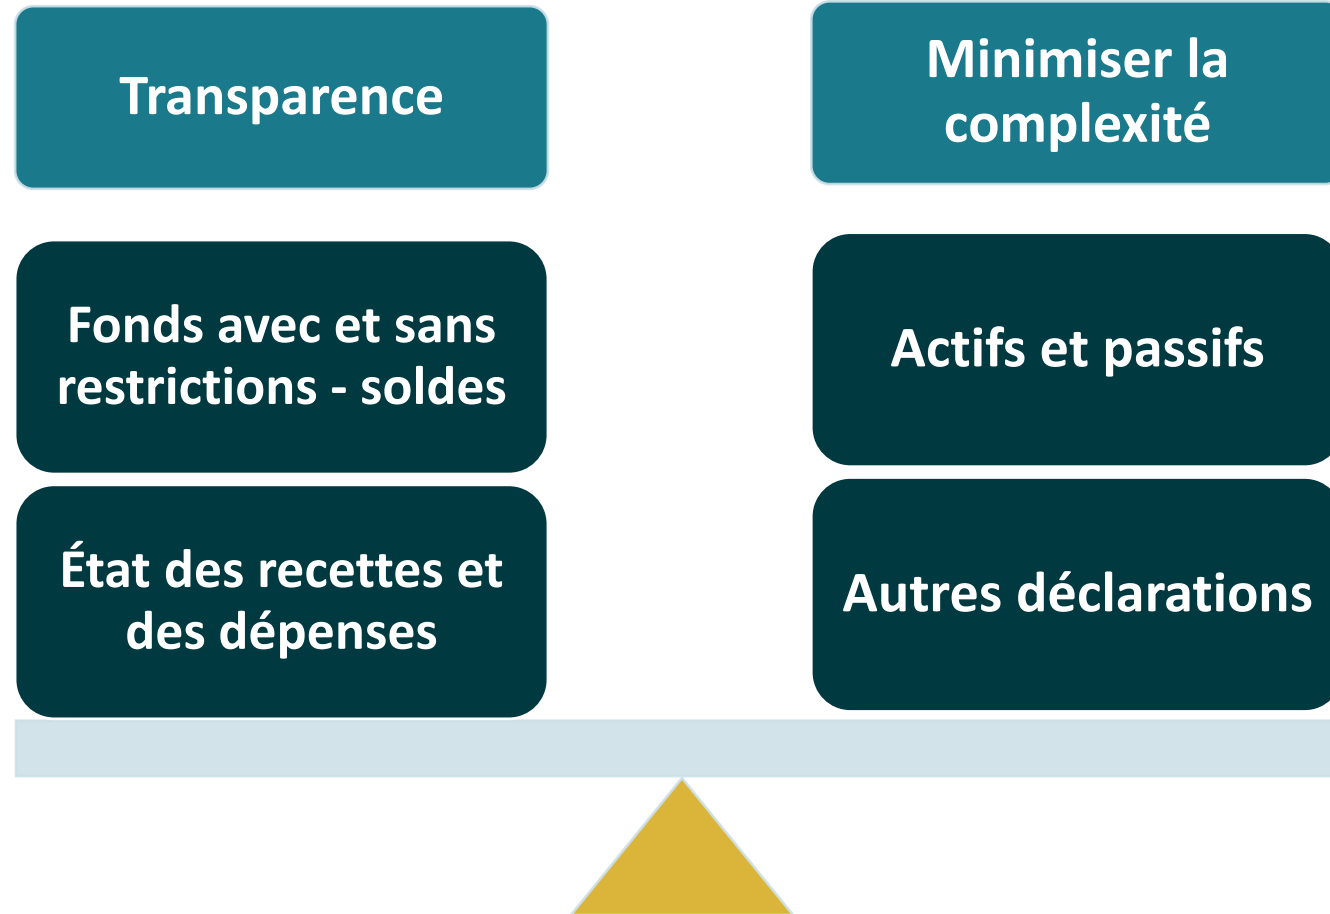 Transparence
Fonds avec et sans
restrictions - soldes
État des recettes et
des dépenses
Minimiser la
complexité
Actifs et passifs
Autres déclarations